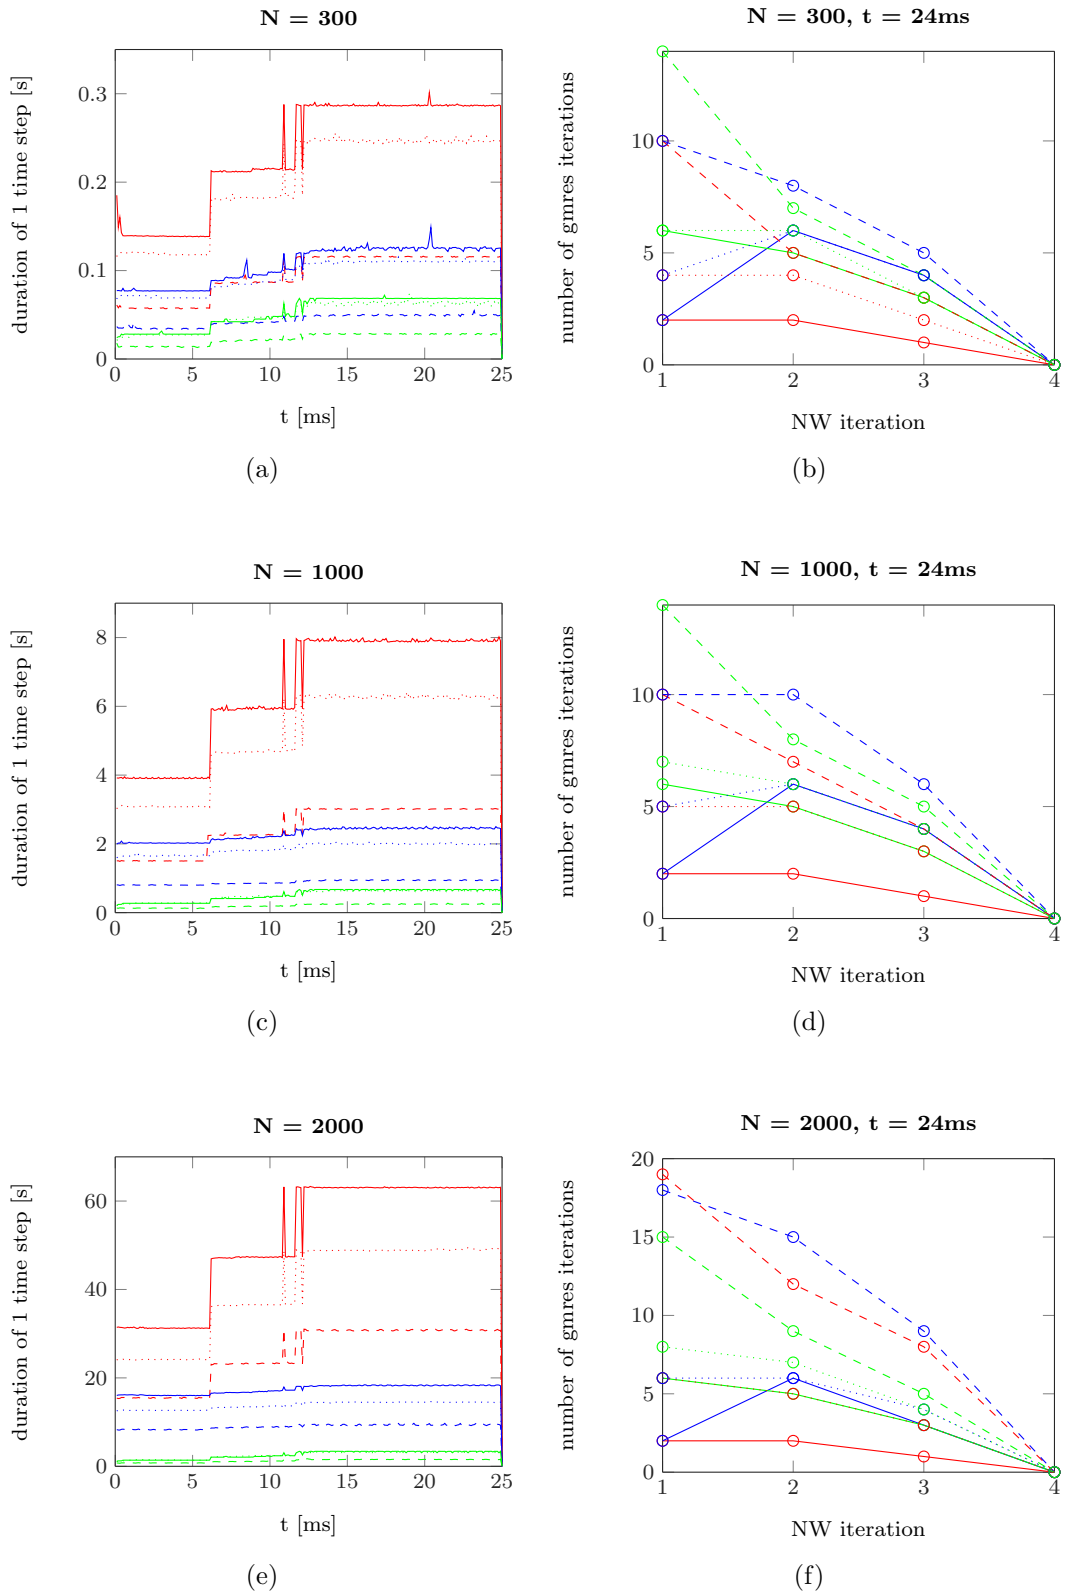 N = 300
duration of 1 time step [s]
0.3
0.2
0.1
0
0 5 10 15 20 25
t [ms]
(a)
N = 300, t = 24ms
number of gmres iterations
10
5
0
1 2 3 4
NW iteration
(b)
N = 1000
duration of 1 time step [s]
8
6
4
2
0
0 5 10 15 20 25
t [ms]
(c)
N = 1000, t = 24ms
number of gmres iterations
10
5
0
1 2 3 4
NW iteration
(d)
N = 2000
duration of 1 time step [s]
60
40
20
0
0 5 10 15 20 25
t [ms]
(e)
N = 2000, t = 24ms
number of gmres iterations
20
15
10
5
0
1 2 3 4
NW iteration
(f)